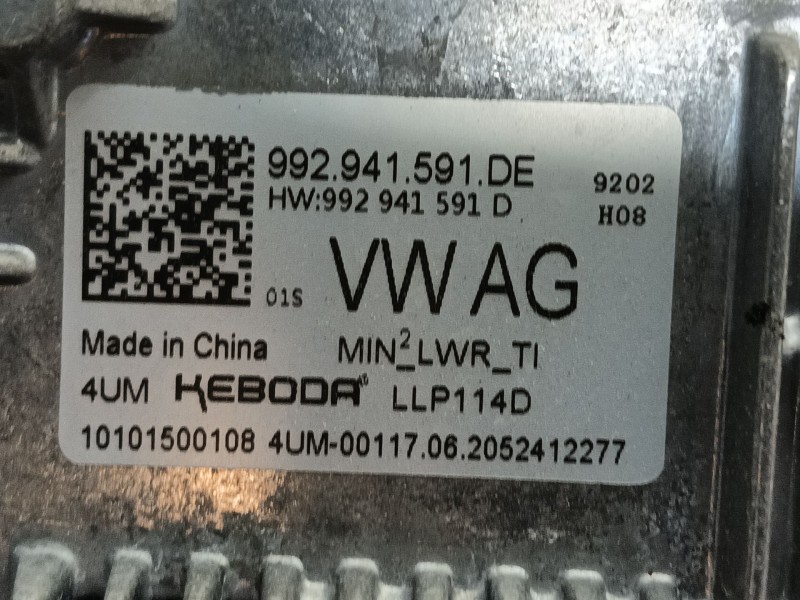 992.941.591.DE
HW:992 941 591 D
9202
H08
01S
VW AG
Made in China
MIN²_LWR_TI
4UM KEBODA LLP114D
10101500108 4UM-00117.06.2052412277